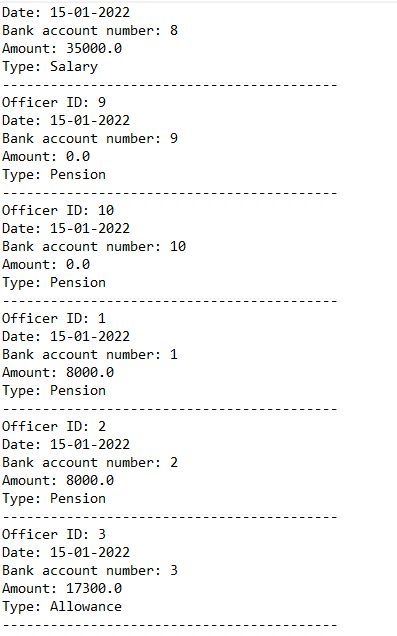 Date: 15-01-2022
Bank account number: 8
Amount: 35000.0
Type: Salary
------------------------------------------
Officer ID: 9
Date: 15-01-2022
Bank account number: 9
Amount: 0.0
Type: Pension
------------------------------------------
Officer ID: 10
Date: 15-01-2022
Bank account number: 10
Amount: 0.0
Type: Pension
------------------------------------------
Officer ID: 1
Date: 15-01-2022
Bank account number: 1
Amount: 8000.0
Type: Pension
------------------------------------------
Officer ID: 2
Date: 15-01-2022
Bank account number: 2
Amount: 8000.0
Type: Pension
------------------------------------------
Officer ID: 3
Date: 15-01-2022
Bank account number: 3
Amount: 17300.0
Type: Allowance
------------------------------------------